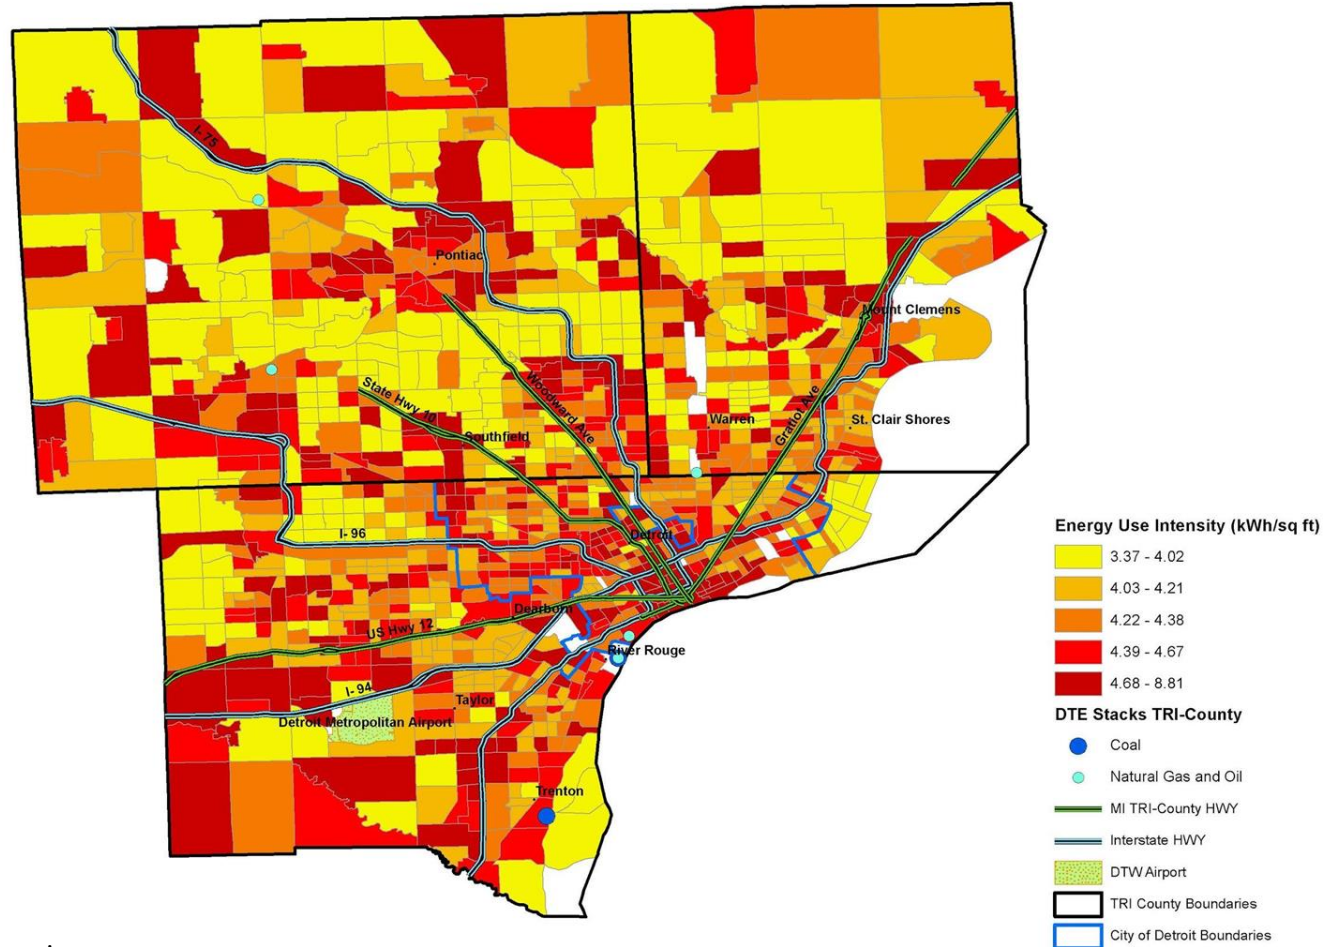 I-75
Pontiac
Mount Clemens
State Hwy 10
Woodward Ave
Gratiot Ave
Warren
St. Clair Shores
Southfield
I-96
Detroit
Dearborn
US Hwy 12
River Rouge
I-94
Taylor
Detroit Metropolitan Airport
Trenton
Energy Use Intensity (kWh/sq ft)
3.37 - 4.02
4.03 - 4.21
4.22 - 4.38
4.39 - 4.67
4.68 - 8.81
DTE Stacks TRI-County
Coal
Natural Gas and Oil
MI TRI-County HWY
Interstate HWY
DTW Airport
TRI County Boundaries
City of Detroit Boundaries